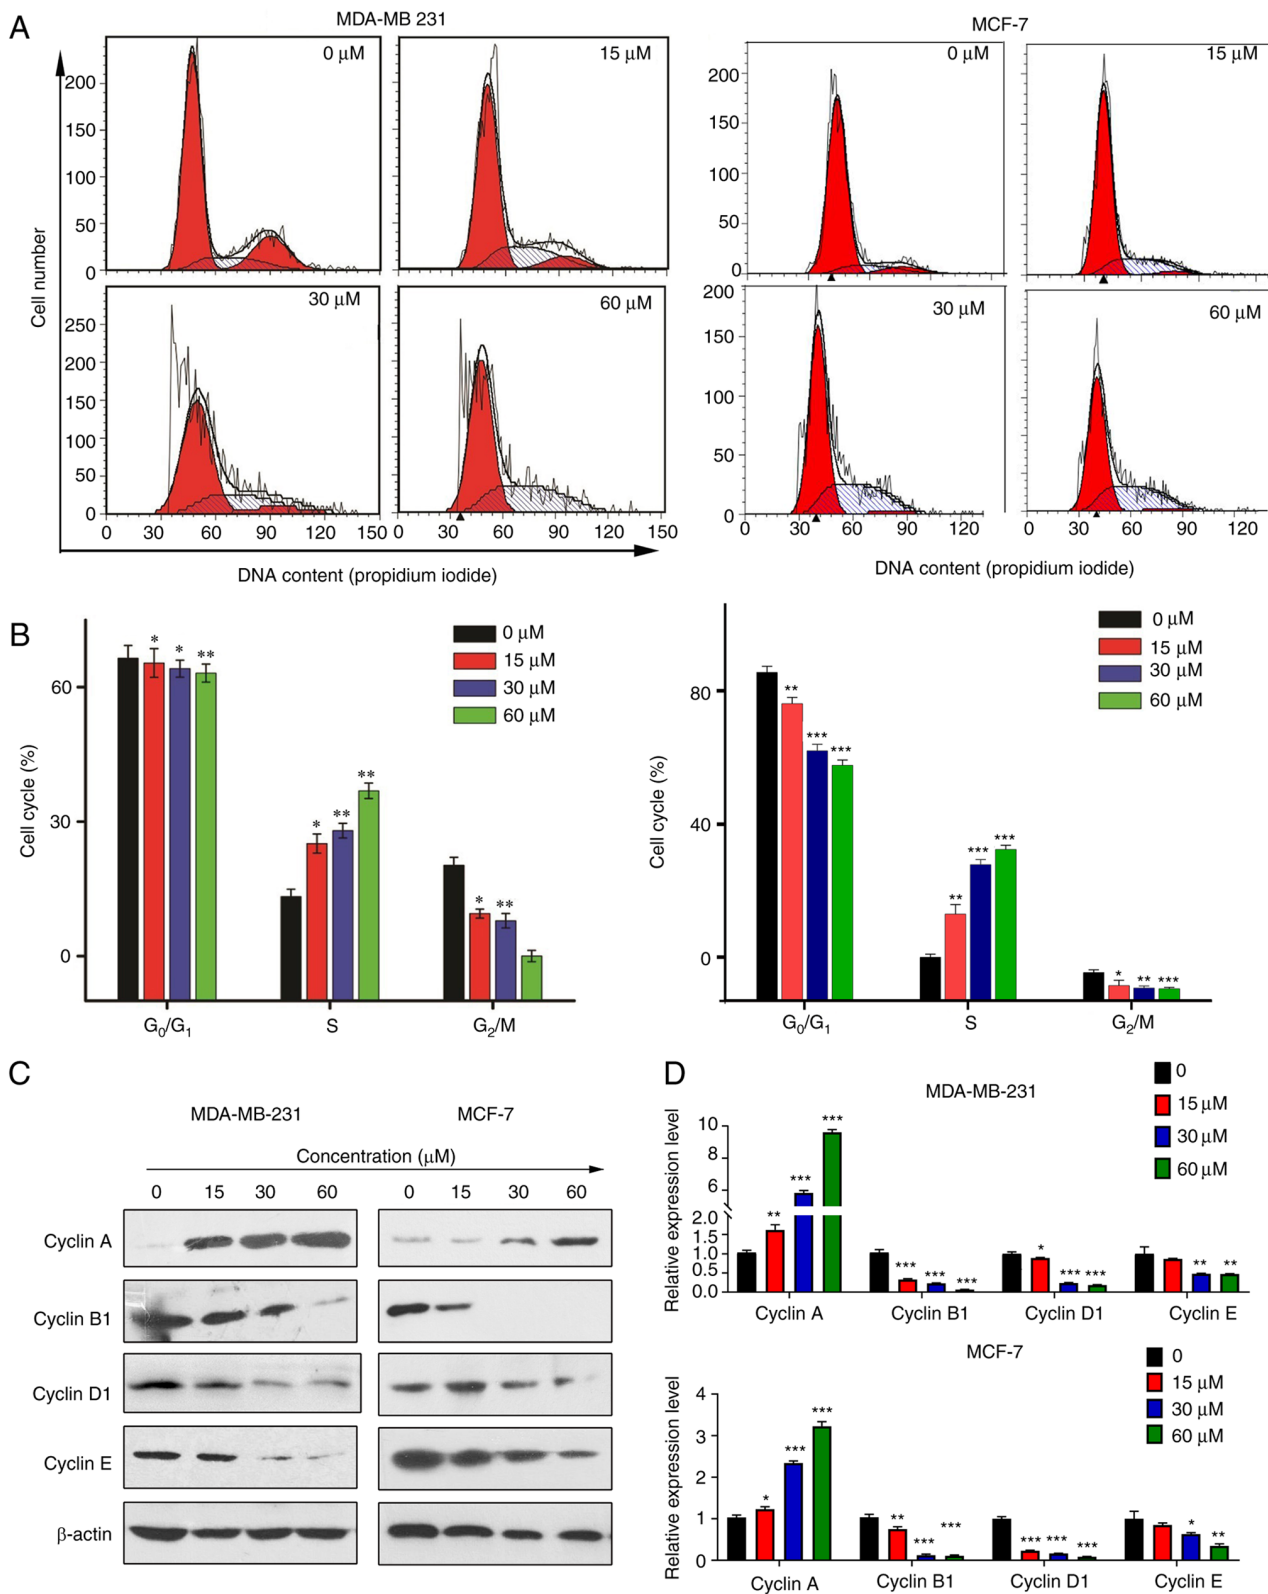 A
MDA-MB 231
MCF-7
0 μM
15 μM
0 μM
15 μM
200
150
100
50
0
200
150
100
50
0
30 μM
60 μM
30 μM
60 μM
250
200
150
100
50
0
200
150
100
50
0
0 30 60 90 120 150
0 30 60 90 120 150
0 30 60 90 120
30 60 90 120
Cell number
DNA content (propidium iodide)
DNA content (propidium iodide)
B
0 μM
15 μM
30 μM
60 μM
Cell cycle (%)
60
30
0
* * **
* ** **
* **
G₀/G₁ S G₂/M
0 μM
15 μM
30 μM
60 μM
Cell cycle (%)
80
40
0
** *** ***
** *** ***
* ** ***
G₀/G₁ S G₂/M
C
MDA-MB-231 MCF-7
Concentration (μM)
0 15 30 60 0 15 30 60
Cyclin A
Cyclin B1
Cyclin D1
Cyclin E
β-actin
D
MDA-MB-231
0
15 μM
30 μM
60 μM
Relative expression level
10
8
6
2.0
1.5
1.0
0.5
0.0
** *** ***
*** *** ***
* *** ***
** **
Cyclin A Cyclin B1 Cyclin D1 Cyclin E
MCF-7
0
15 μM
30 μM
60 μM
Relative expression level
4
3
2
1
0
* *** ***
** *** ***
*** *** ***
* **
Cyclin A Cyclin B1 Cyclin D1 Cyclin E